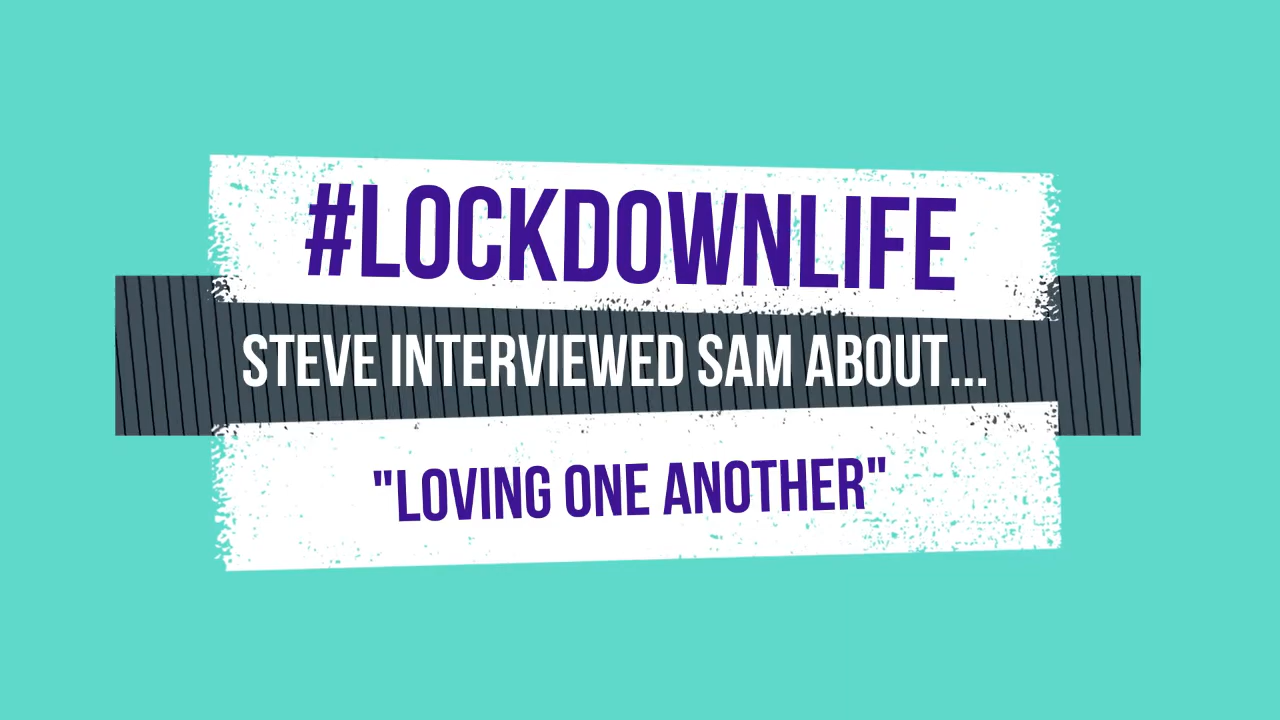 #LOCKDOWNLIFE
STEVE INTERVIEWED SAM ABOUT...
"LOVING ONE ANOTHER"